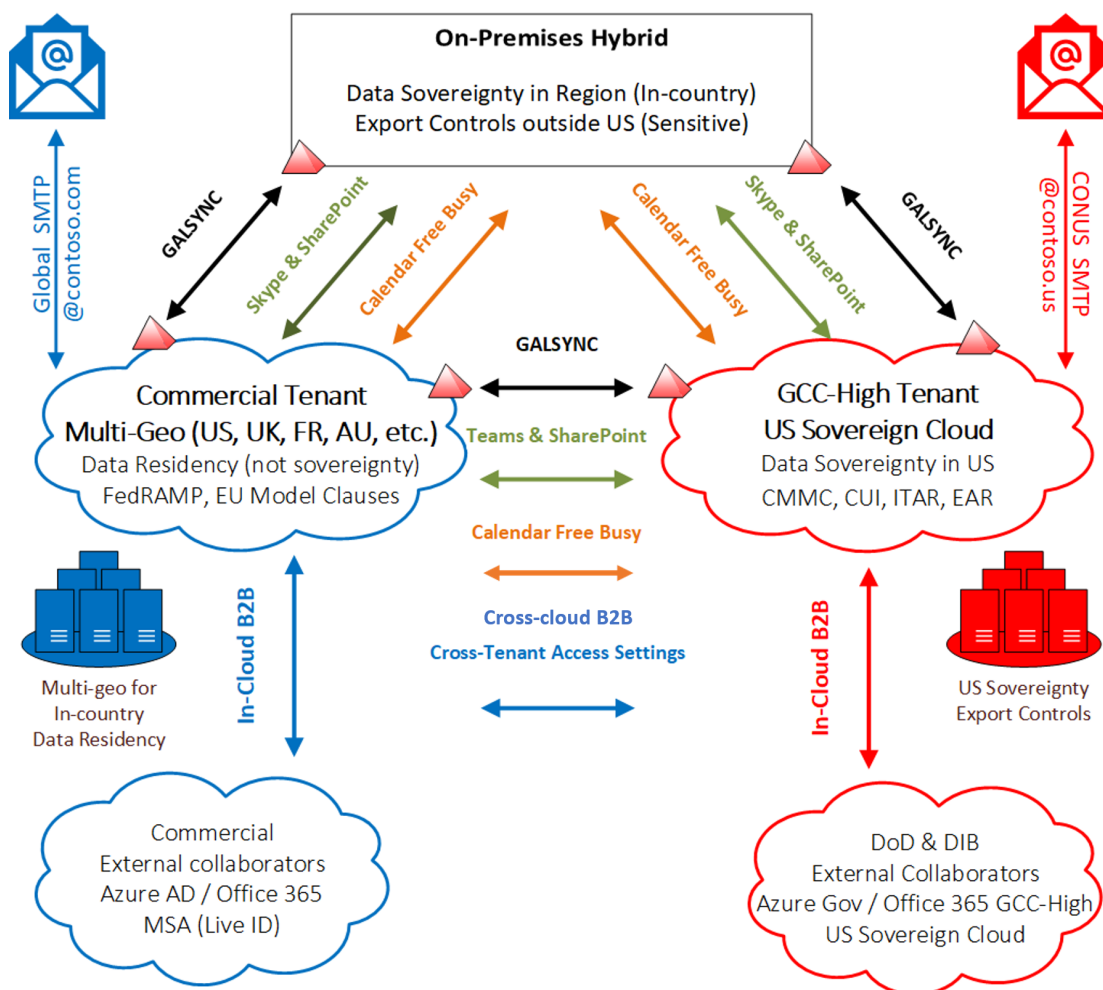 On-Premises Hybrid
Data Sovereignty in Region (In-country)
Export Controls outside US (Sensitive)
Global SMTP
@contoso.com
GALSYNC
Skype & SharePoint
Calendar Free Busy
Calendar Free Busy
Skype & SharePoint
GALSYNC
CONUS SMTP
@contoso.us
Commercial Tenant
Multi-Geo (US, UK, FR, AU, etc.)
Data Residency (not sovereignty)
FedRAMP, EU Model Clauses
GALSYNC
Teams & SharePoint
Calendar Free Busy
Cross-cloud B2B
Cross-Tenant Access Settings
GCC-High Tenant
US Sovereign Cloud
Data Sovereignty in US
CMMC, CUI, ITAR, EAR
Multi-geo for
In-country
Data Residency
In-Cloud B2B
In-Cloud B2B
US Sovereignty
Export Controls
Commercial
External collaborators
Azure AD / Office 365
MSA (Live ID)
DoD & DIB
External Collaborators
Azure Gov / Office 365 GCC-High
US Sovereign Cloud